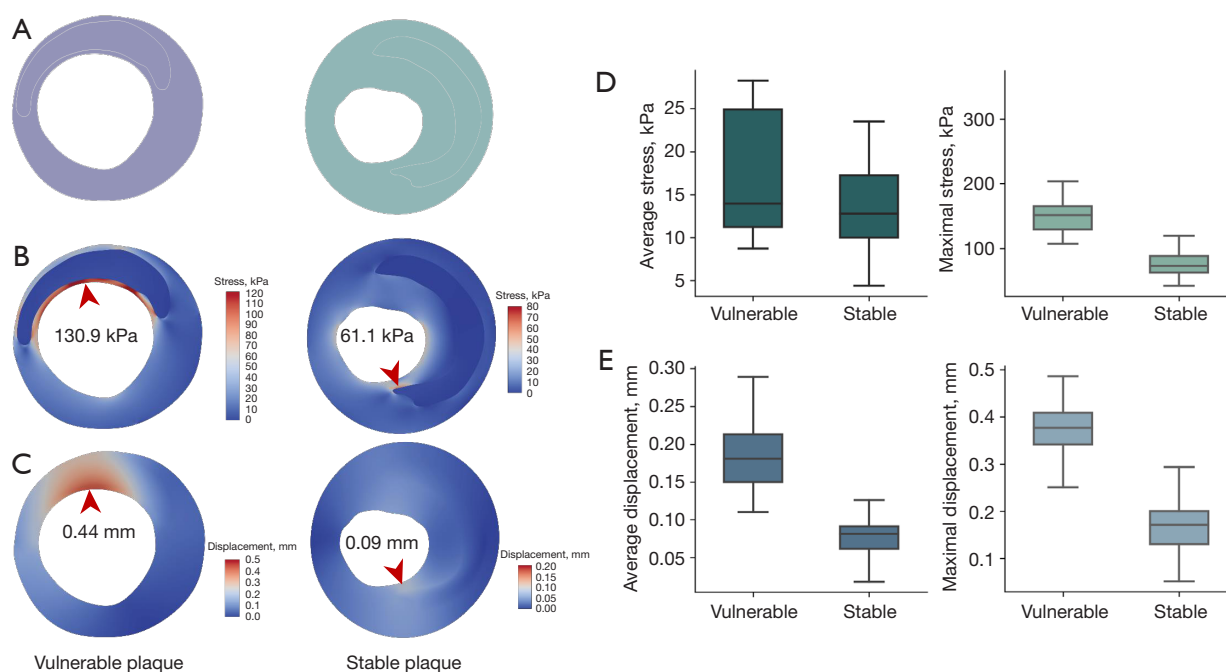 A
B
Stress, kPa
120
110
100
90
80
70
60
50
40
30
20
10
0
130.9 kPa
Stress, kPa
80
70
60
50
40
30
20
10
0
61.1 kPa
C
Displacement, mm
0.5
0.4
0.3
0.2
0.1
0.0
0.44 mm
Displacement, mm
0.20
0.15
0.10
0.05
0.00
0.09 mm
Vulnerable plaque
Stable plaque
D
Average stress, kPa
25
20
15
10
5
Vulnerable
Stable
Maximal stress, kPa
300
200
100
Vulnerable
Stable
E
Average displacement, mm
0.30
0.25
0.20
0.15
0.10
0.05
Vulnerable
Stable
Maximal displacement, mm
0.5
0.4
0.3
0.2
0.1
Vulnerable
Stable